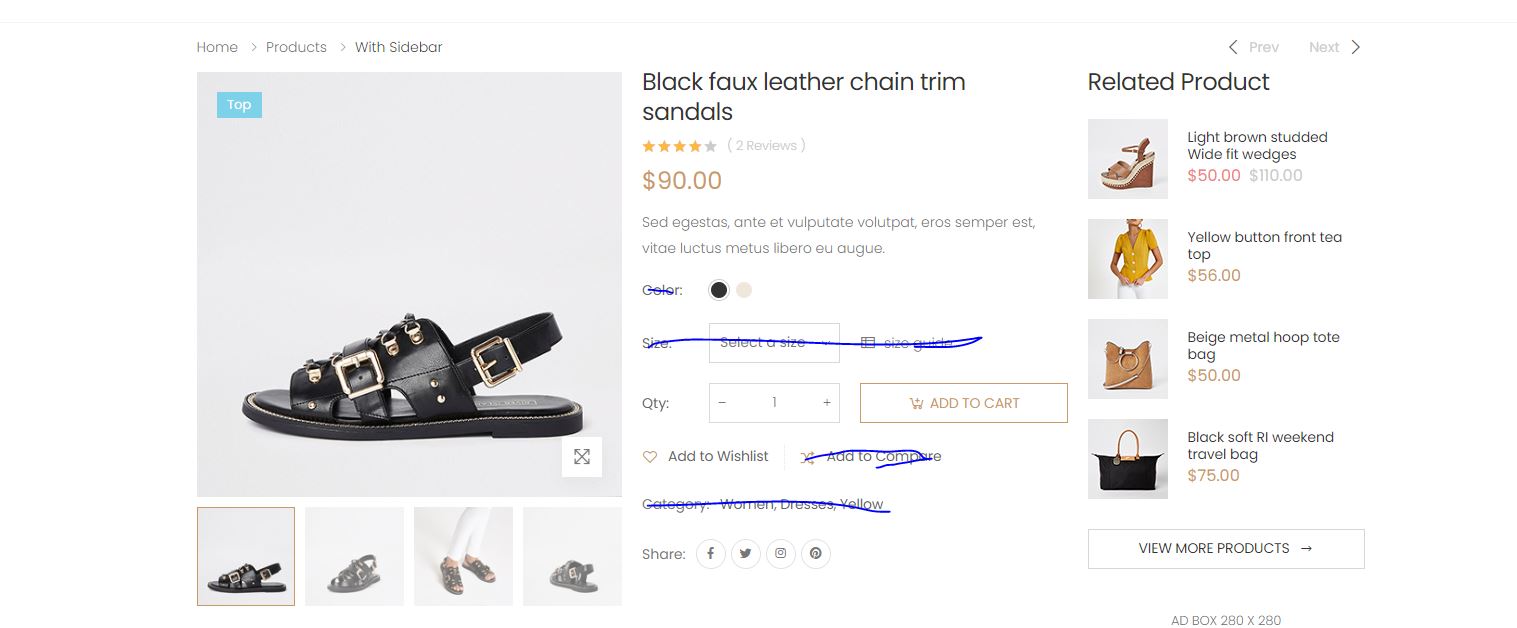 Home > Products > With Sidebar
Prev Next
Top
Black faux leather chain trim
sandals
( 2 Reviews )
$90.00
Sed egestas, ante et vulputate volutpat, eros semper est,
vitae luctus metus libero eu augue.
Color:
Size: Select a size size guide
Qty: − 1 + ADD TO CART
Add to Wishlist Add to Compare
Category: Women, Dresses, Yellow
Share:
Related Product
Light brown studded
Wide fit wedges
$50.00 $110.00
Yellow button front tea
top
$56.00
Beige metal hoop tote
bag
$50.00
Black soft RI weekend
travel bag
$75.00
VIEW MORE PRODUCTS →
AD BOX 280 X 280